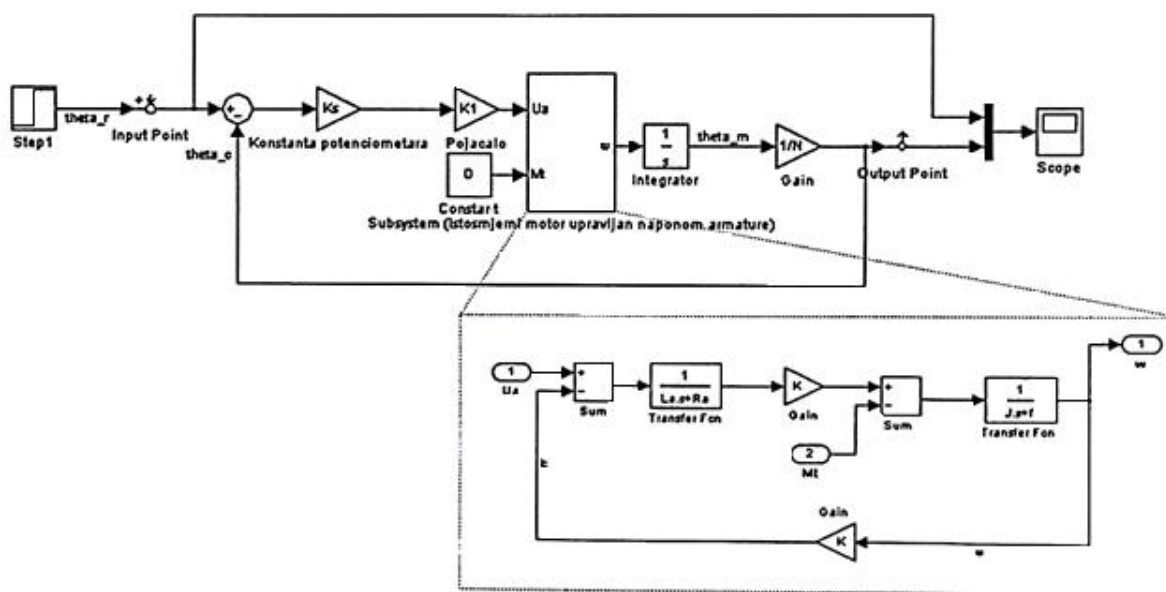 Step1
theta_r
Input Point
+
-
theta_c
Ks
Konstanta potenciometara
K1
Pojacalo
0
Constart
Ua
Mt
w
Subsystem (istosmjerni motor upravljan naponom armature)
1
s
Integrator
theta_m
1/N
Gain
Output Point
Scope
1
Ua
+
-
Sum
1
La.s+Ra
Transfer Fcn
K
Gain
+
-
Sum
2
Mt
1
J.s+f
Transfer Fcn
1
w
Gain
K